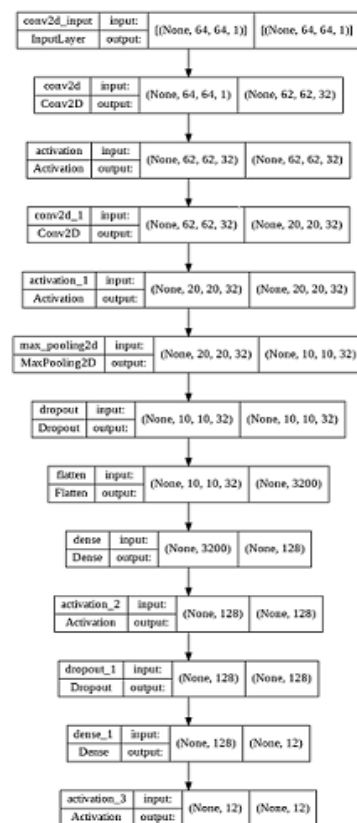 conv2d_input input: [(None, 64, 64, 1)] [(None, 64, 64, 1)]
InputLayer output:
conv2d input: (None, 64, 64, 1) (None, 62, 62, 32)
Conv2D output:
activation input: (None, 62, 62, 32) (None, 62, 62, 32)
Activation output:
conv2d_1 input: (None, 62, 62, 32) (None, 20, 20, 32)
Conv2D output:
activation_1 input: (None, 20, 20, 32) (None, 20, 20, 32)
Activation output:
max_pooling2d input: (None, 20, 20, 32) (None, 10, 10, 32)
MaxPooling2D output:
dropout input: (None, 10, 10, 32) (None, 10, 10, 32)
Dropout output:
flatten input: (None, 10, 10, 32) (None, 3200)
Flatten output:
dense input: (None, 3200) (None, 128)
Dense output:
activation_2 input: (None, 128) (None, 128)
Activation output:
dropout_1 input: (None, 128) (None, 128)
Dropout output:
dense_1 input: (None, 128) (None, 12)
Dense output:
activation_3 input: (None, 12) (None, 12)
Activation output: